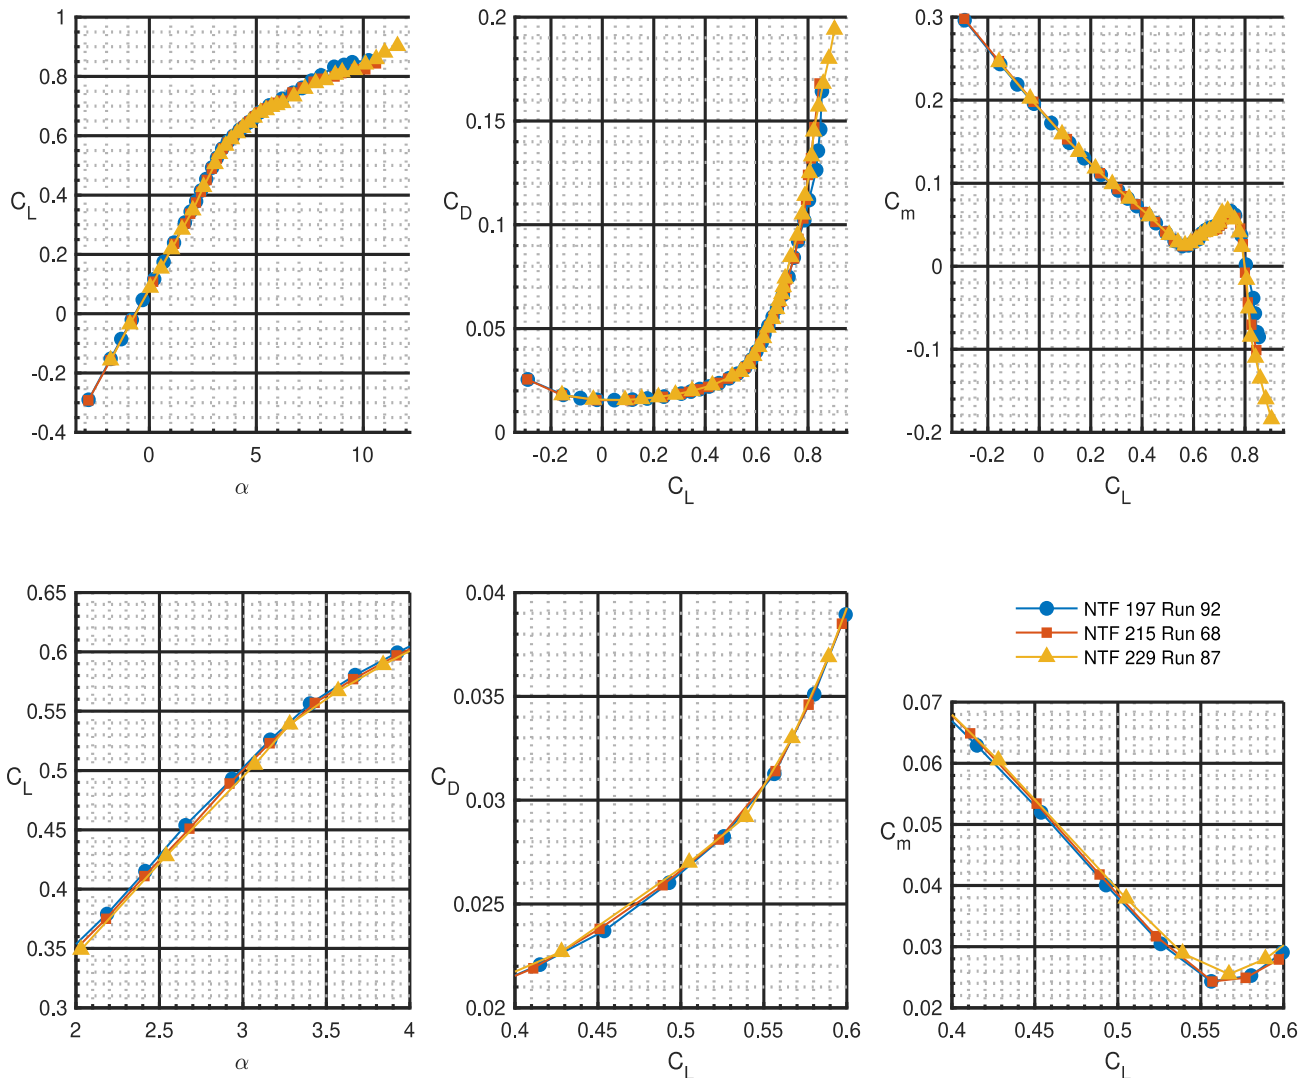 1
0.8
0.6
0.4
0.2
0
-0.2
-0.4
C_L
0 5 10
α
0.2
0.15
0.1
0.05
0
C_D
-0.2 0 0.2 0.4 0.6 0.8
C_L
0.3
0.2
0.1
0
-0.1
-0.2
C_m
-0.2 0 0.2 0.4 0.6 0.8
C_L
0.65
0.6
0.55
0.5
0.45
0.4
0.35
0.3
C_L
2 2.5 3 3.5 4
α
0.04
0.035
0.03
0.025
0.02
C_D
0.4 0.45 0.5 0.55 0.6
C_L
NTF 197 Run 92
NTF 215 Run 68
NTF 229 Run 87
0.07
0.06
0.05
0.04
0.03
0.02
C_m
0.4 0.45 0.5 0.55 0.6
C_L